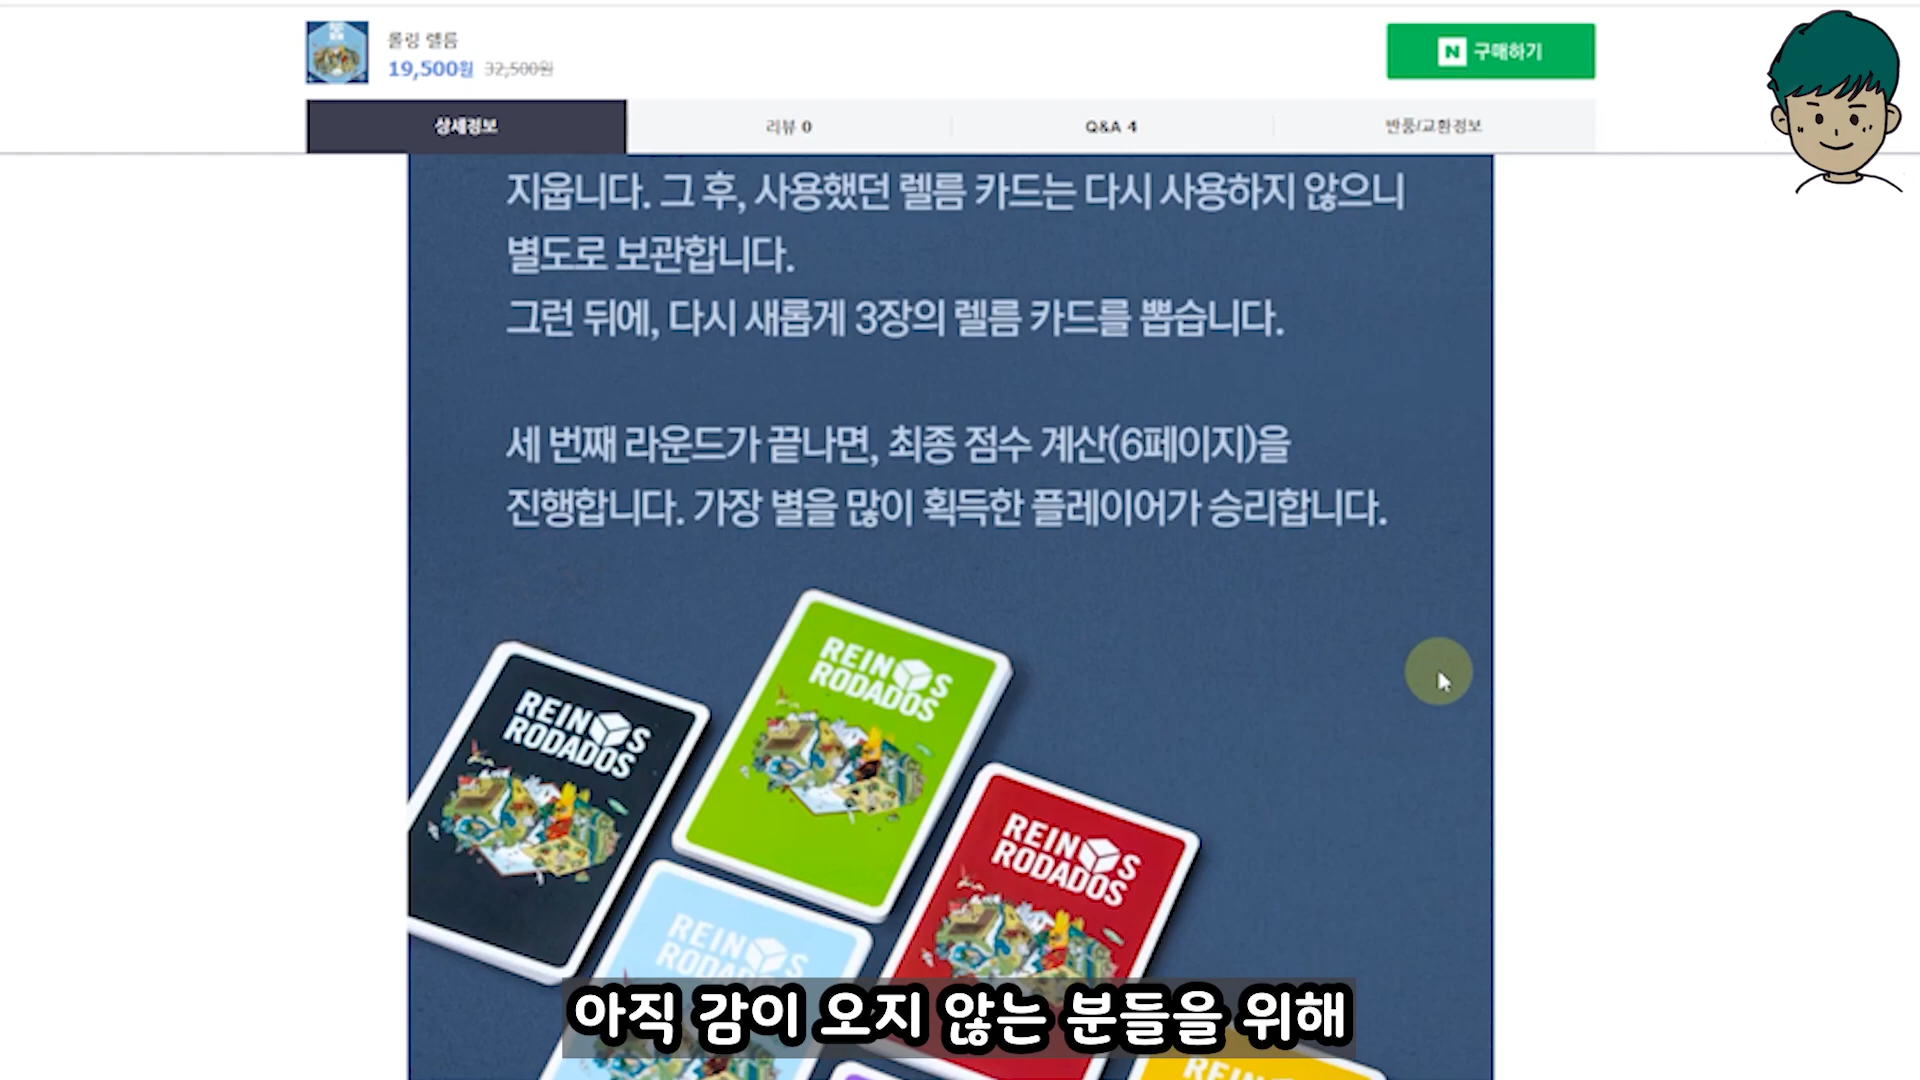 롤링 렐름
19,500원 32,500원
N 구매하기
상세정보
리뷰 0
Q&A 4
반품/교환정보
지웁니다. 그 후, 사용했던 렐름 카드는 다시 사용하지 않으니
별도로 보관합니다.
그런 뒤에, 다시 새롭게 3장의 렐름 카드를 뽑습니다.
세 번째 라운드가 끝나면, 최종 점수 계산(6페이지)을
진행합니다. 가장 별을 많이 획득한 플레이어가 승리합니다.
REINOS
RODADOS
REINOS
RODADOS
REINOS
RODADOS
REINOS
RODADOS
아직 감이 오지 않는 분들을 위해